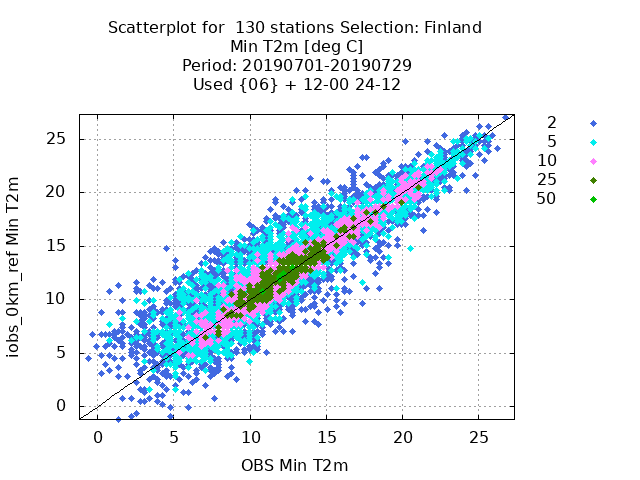 Scatterplot for  130 stations Selection: Finland
Min T2m [deg C]
Period: 20190701-20190729
Used {06} + 12-00 24-12
2
5
10
25
50
25
20
15
10
5
0
iobs_0km_ref Min T2m
0 5 10 15 20 25
OBS Min T2m